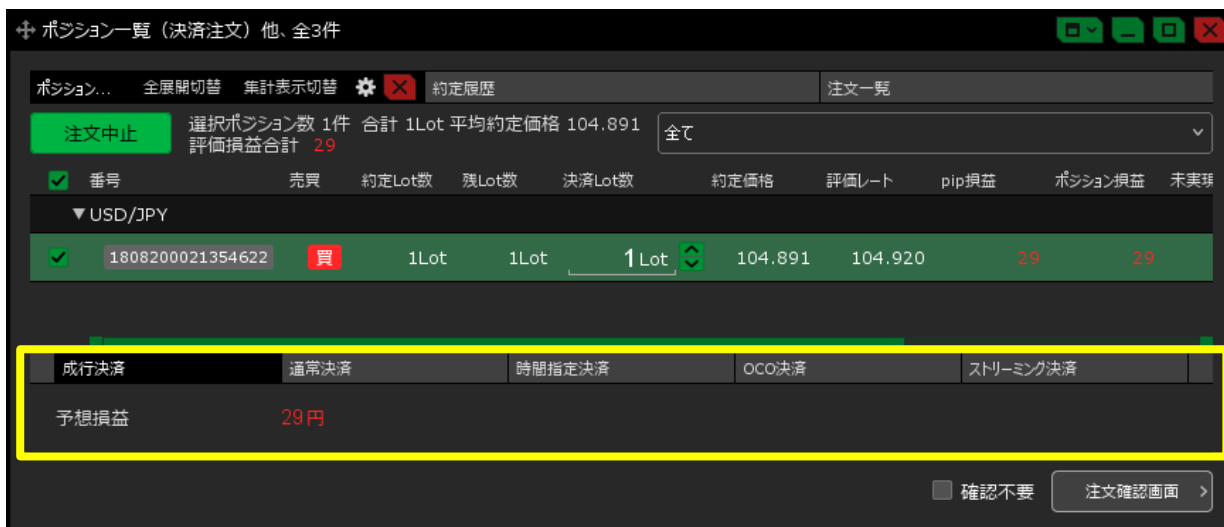 ポジション一覧（決済注文）他、全3件
ポジション... 全展開切替 集計表示切替 約定履歴 注文一覧
注文中止 選択ポジション数 1件 合計 1Lot 平均約定価格 104.891 全て
評価損益合計 29
番号 売買 約定Lot数 残Lot数 決済Lot数 約定価格 評価レート pip損益 ポジション損益 未実現
▼USD/JPY
1808200021354622 買 1Lot 1Lot 1 Lot 104.891 104.920 29 29
成行決済 通常決済 時間指定決済 OCO決済 ストリーミング決済
予想損益 29円
確認不要 注文確認画面 >